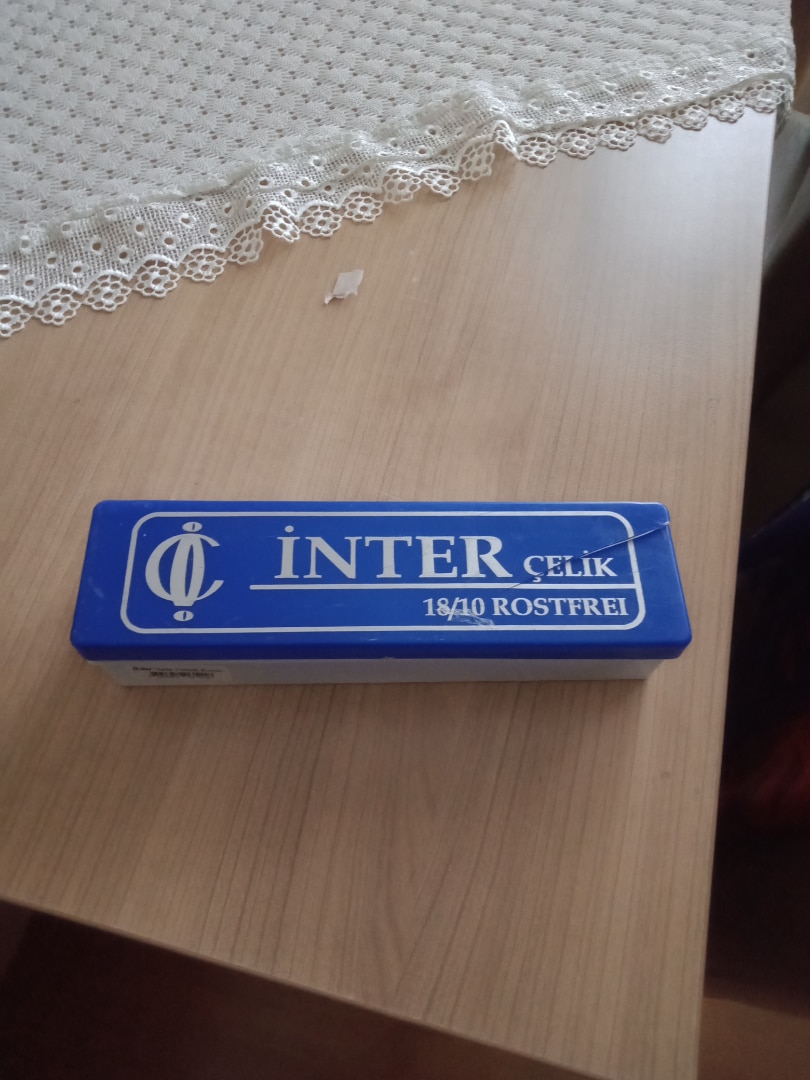 İNTER ÇELİK
18/10 ROSTFREI